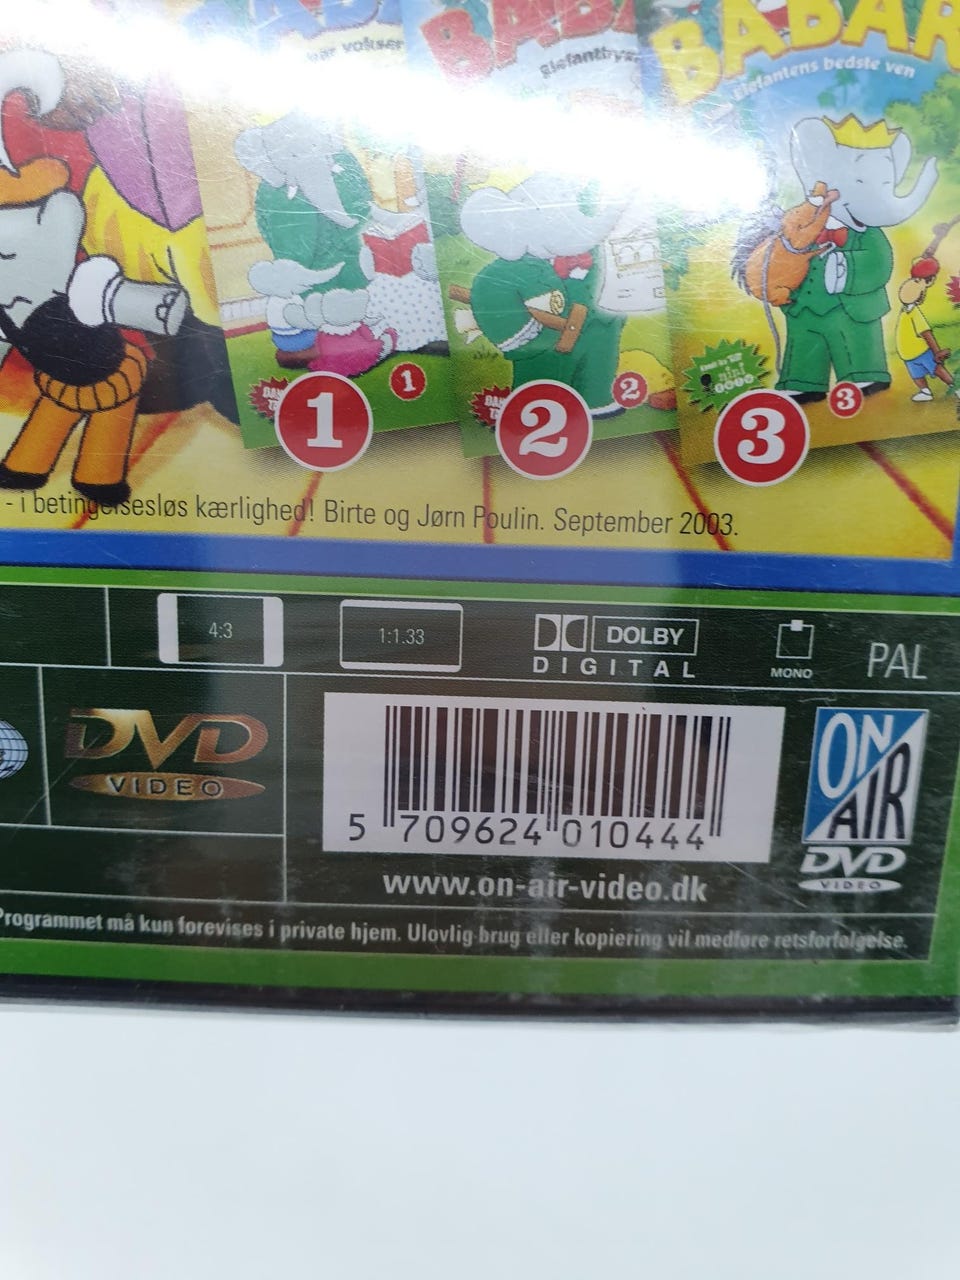 BABAR
vokser
Elefantbyg
Elefantens bedste ven
1
1
2
2
3
3
- i betingelsesløs kærlighed! Birte og Jørn Poulin. September 2003.
4:3
1:1.33
DOLBY
DIGITAL
MONO
PAL
DVD
VIDEO
5 709624 010444
ON
AIR
DVD
VIDEO
www.on-air-video.dk
Programmet må kun forevises i private hjem. Ulovlig brug eller kopiering vil medføre retsforfølgelse.